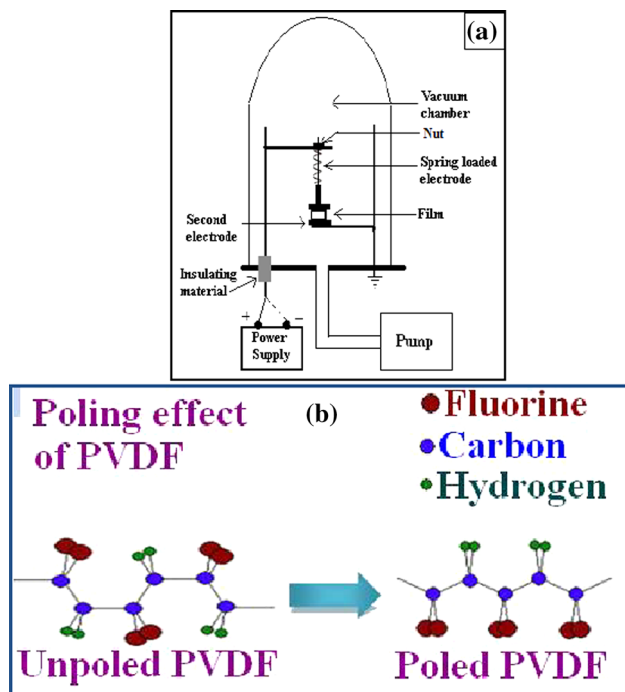 (a)
Vacuum
chamber
Nut
Spring loaded
electrode
Second
electrode
Film
Insulating
material
+ −
Power
Supply
Pump
Poling effect
of PVDF
(b)
Fluorine
Carbon
Hydrogen
Unpoled PVDF
Poled PVDF